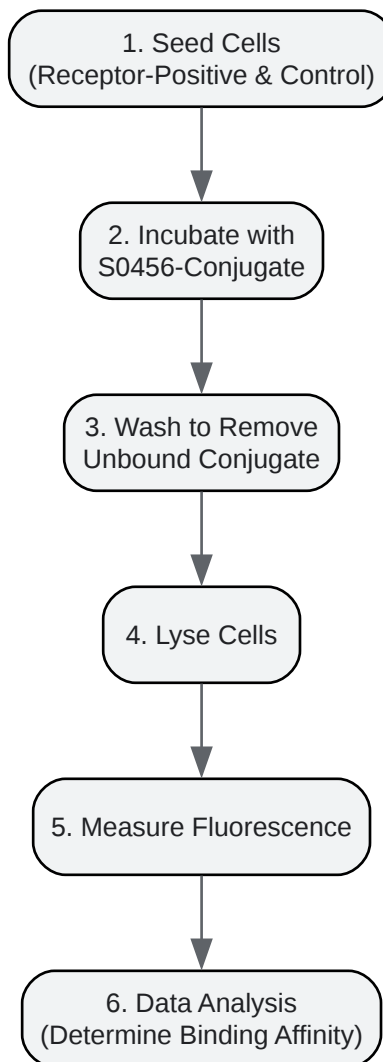 1. Seed Cells
(Receptor-Positive & Control)
2. Incubate with
S0456-Conjugate
3. Wash to Remove
Unbound Conjugate
4. Lyse Cells
5. Measure Fluorescence
6. Data Analysis
(Determine Binding Affinity)